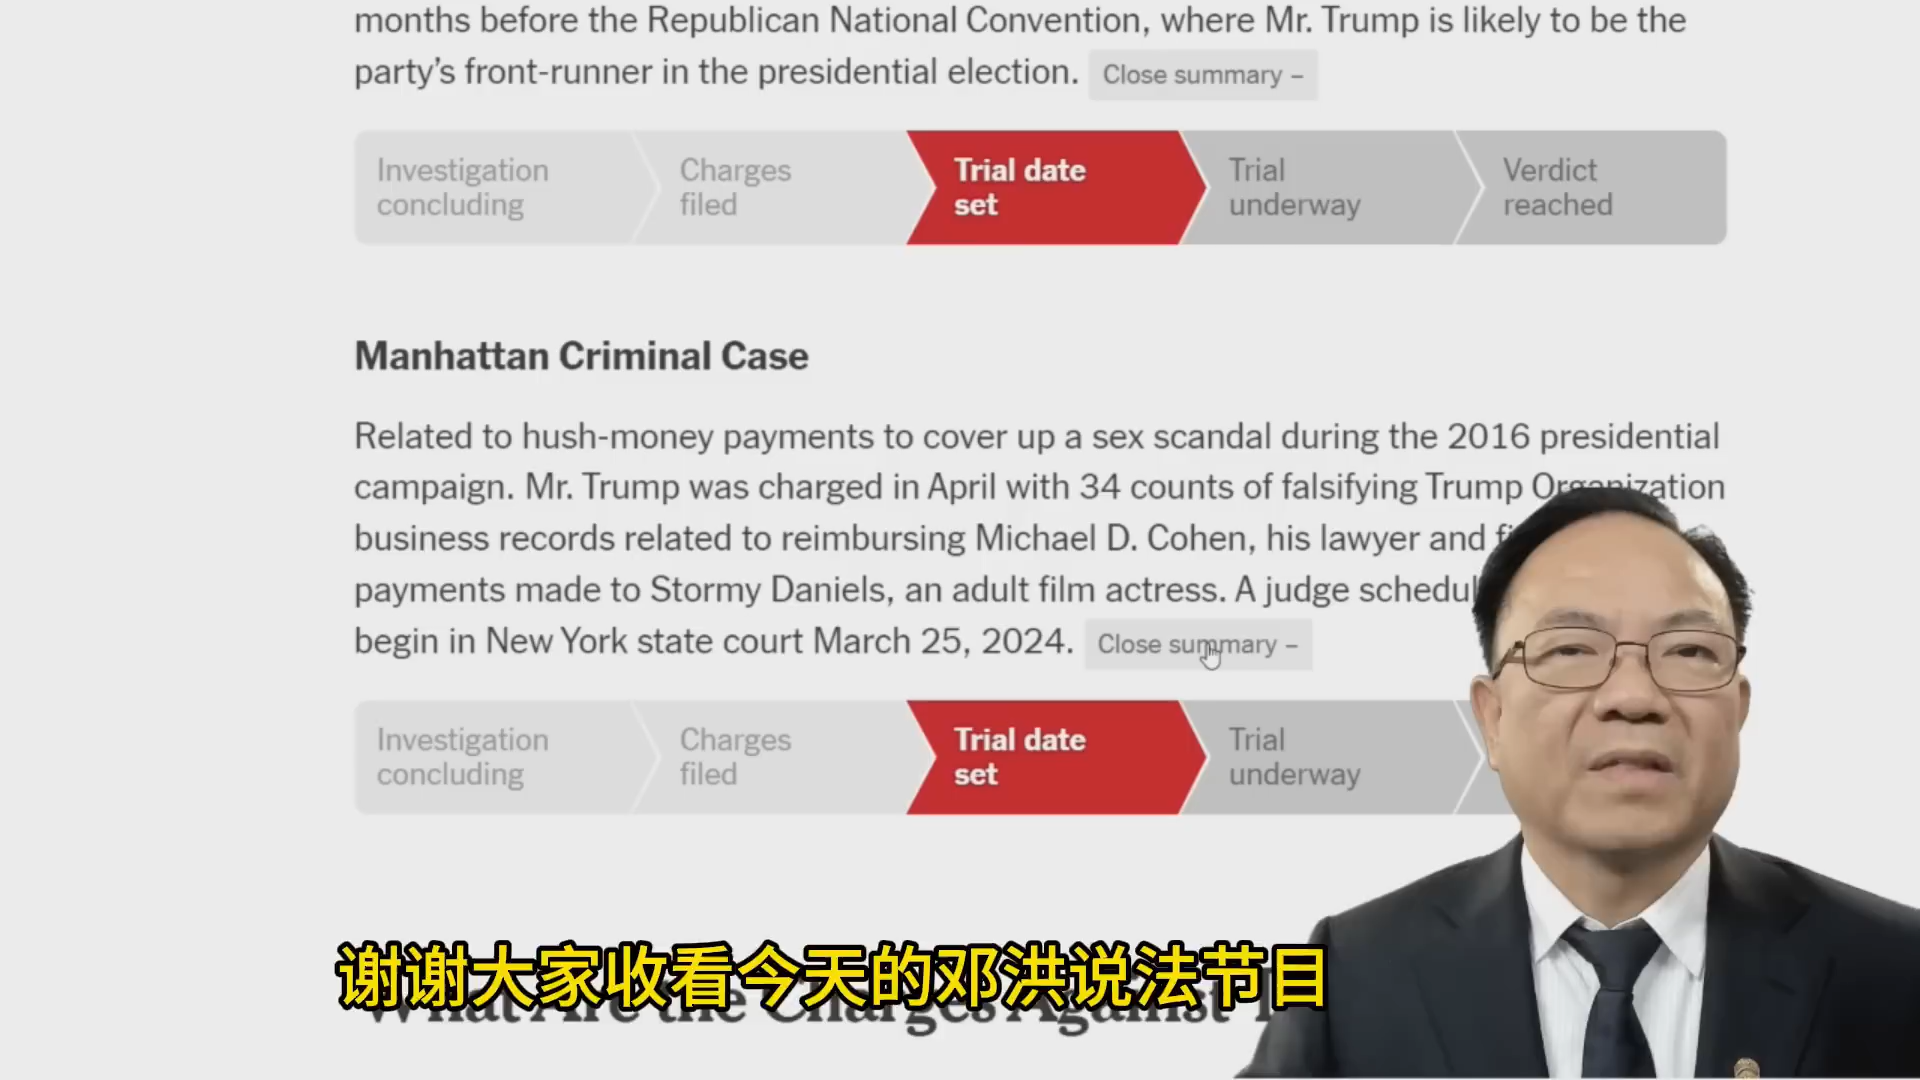 months before the Republican National Convention, where Mr. Trump is likely to be the
party's front-runner in the presidential election. Close summary –
Investigation concluding
Charges filed
Trial date set
Trial underway
Verdict reached
Manhattan Criminal Case
Related to hush-money payments to cover up a sex scandal during the 2016 presidential
campaign. Mr. Trump was charged in April with 34 counts of falsifying Trump Organization
business records related to reimbursing Michael D. Cohen, his lawyer and
payments made to Stormy Daniels, an adult film actress. A judge
begin in New York state court March 25, 2024. Close summary –
Investigation concluding
Charges filed
Trial date set
Trial underway
谢谢大家收看今天的邓洪说法节目
What Are the Charges Against